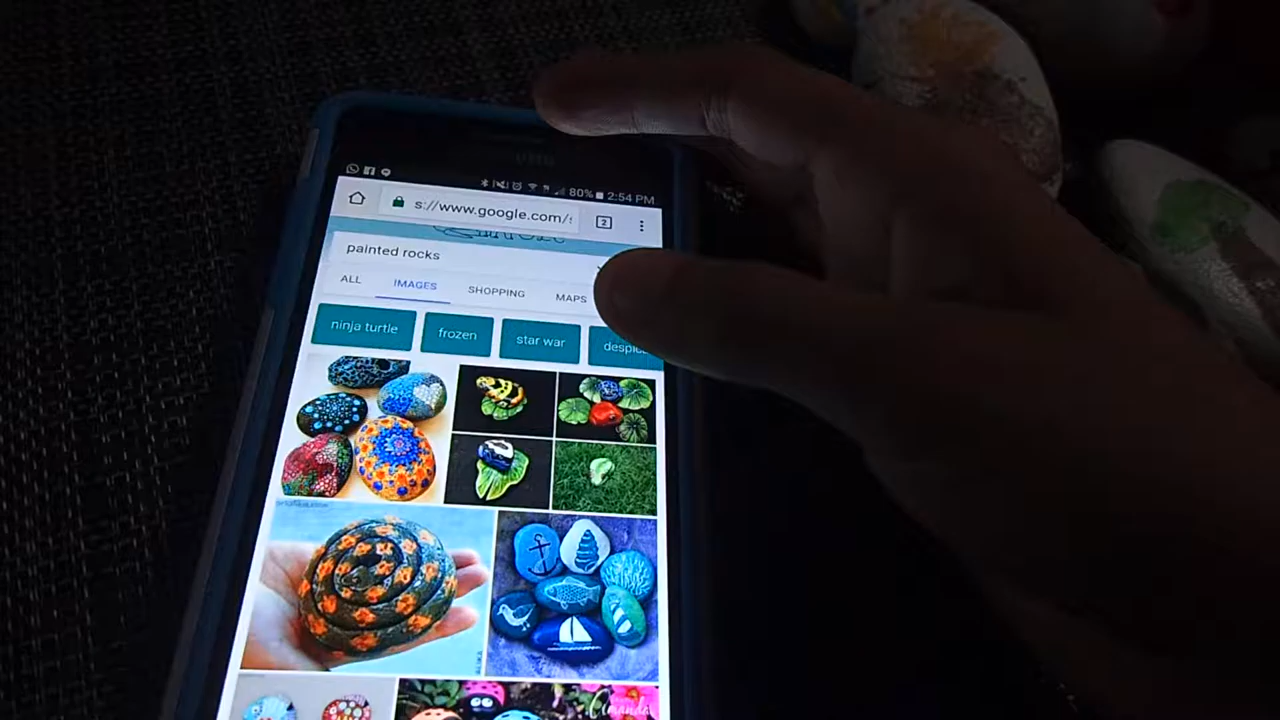 80% 2:54 PM
s://www.google.com/s
2
painted rocks
ALL IMAGES SHOPPING MAPS
ninja turtle frozen star war despic
Amanda